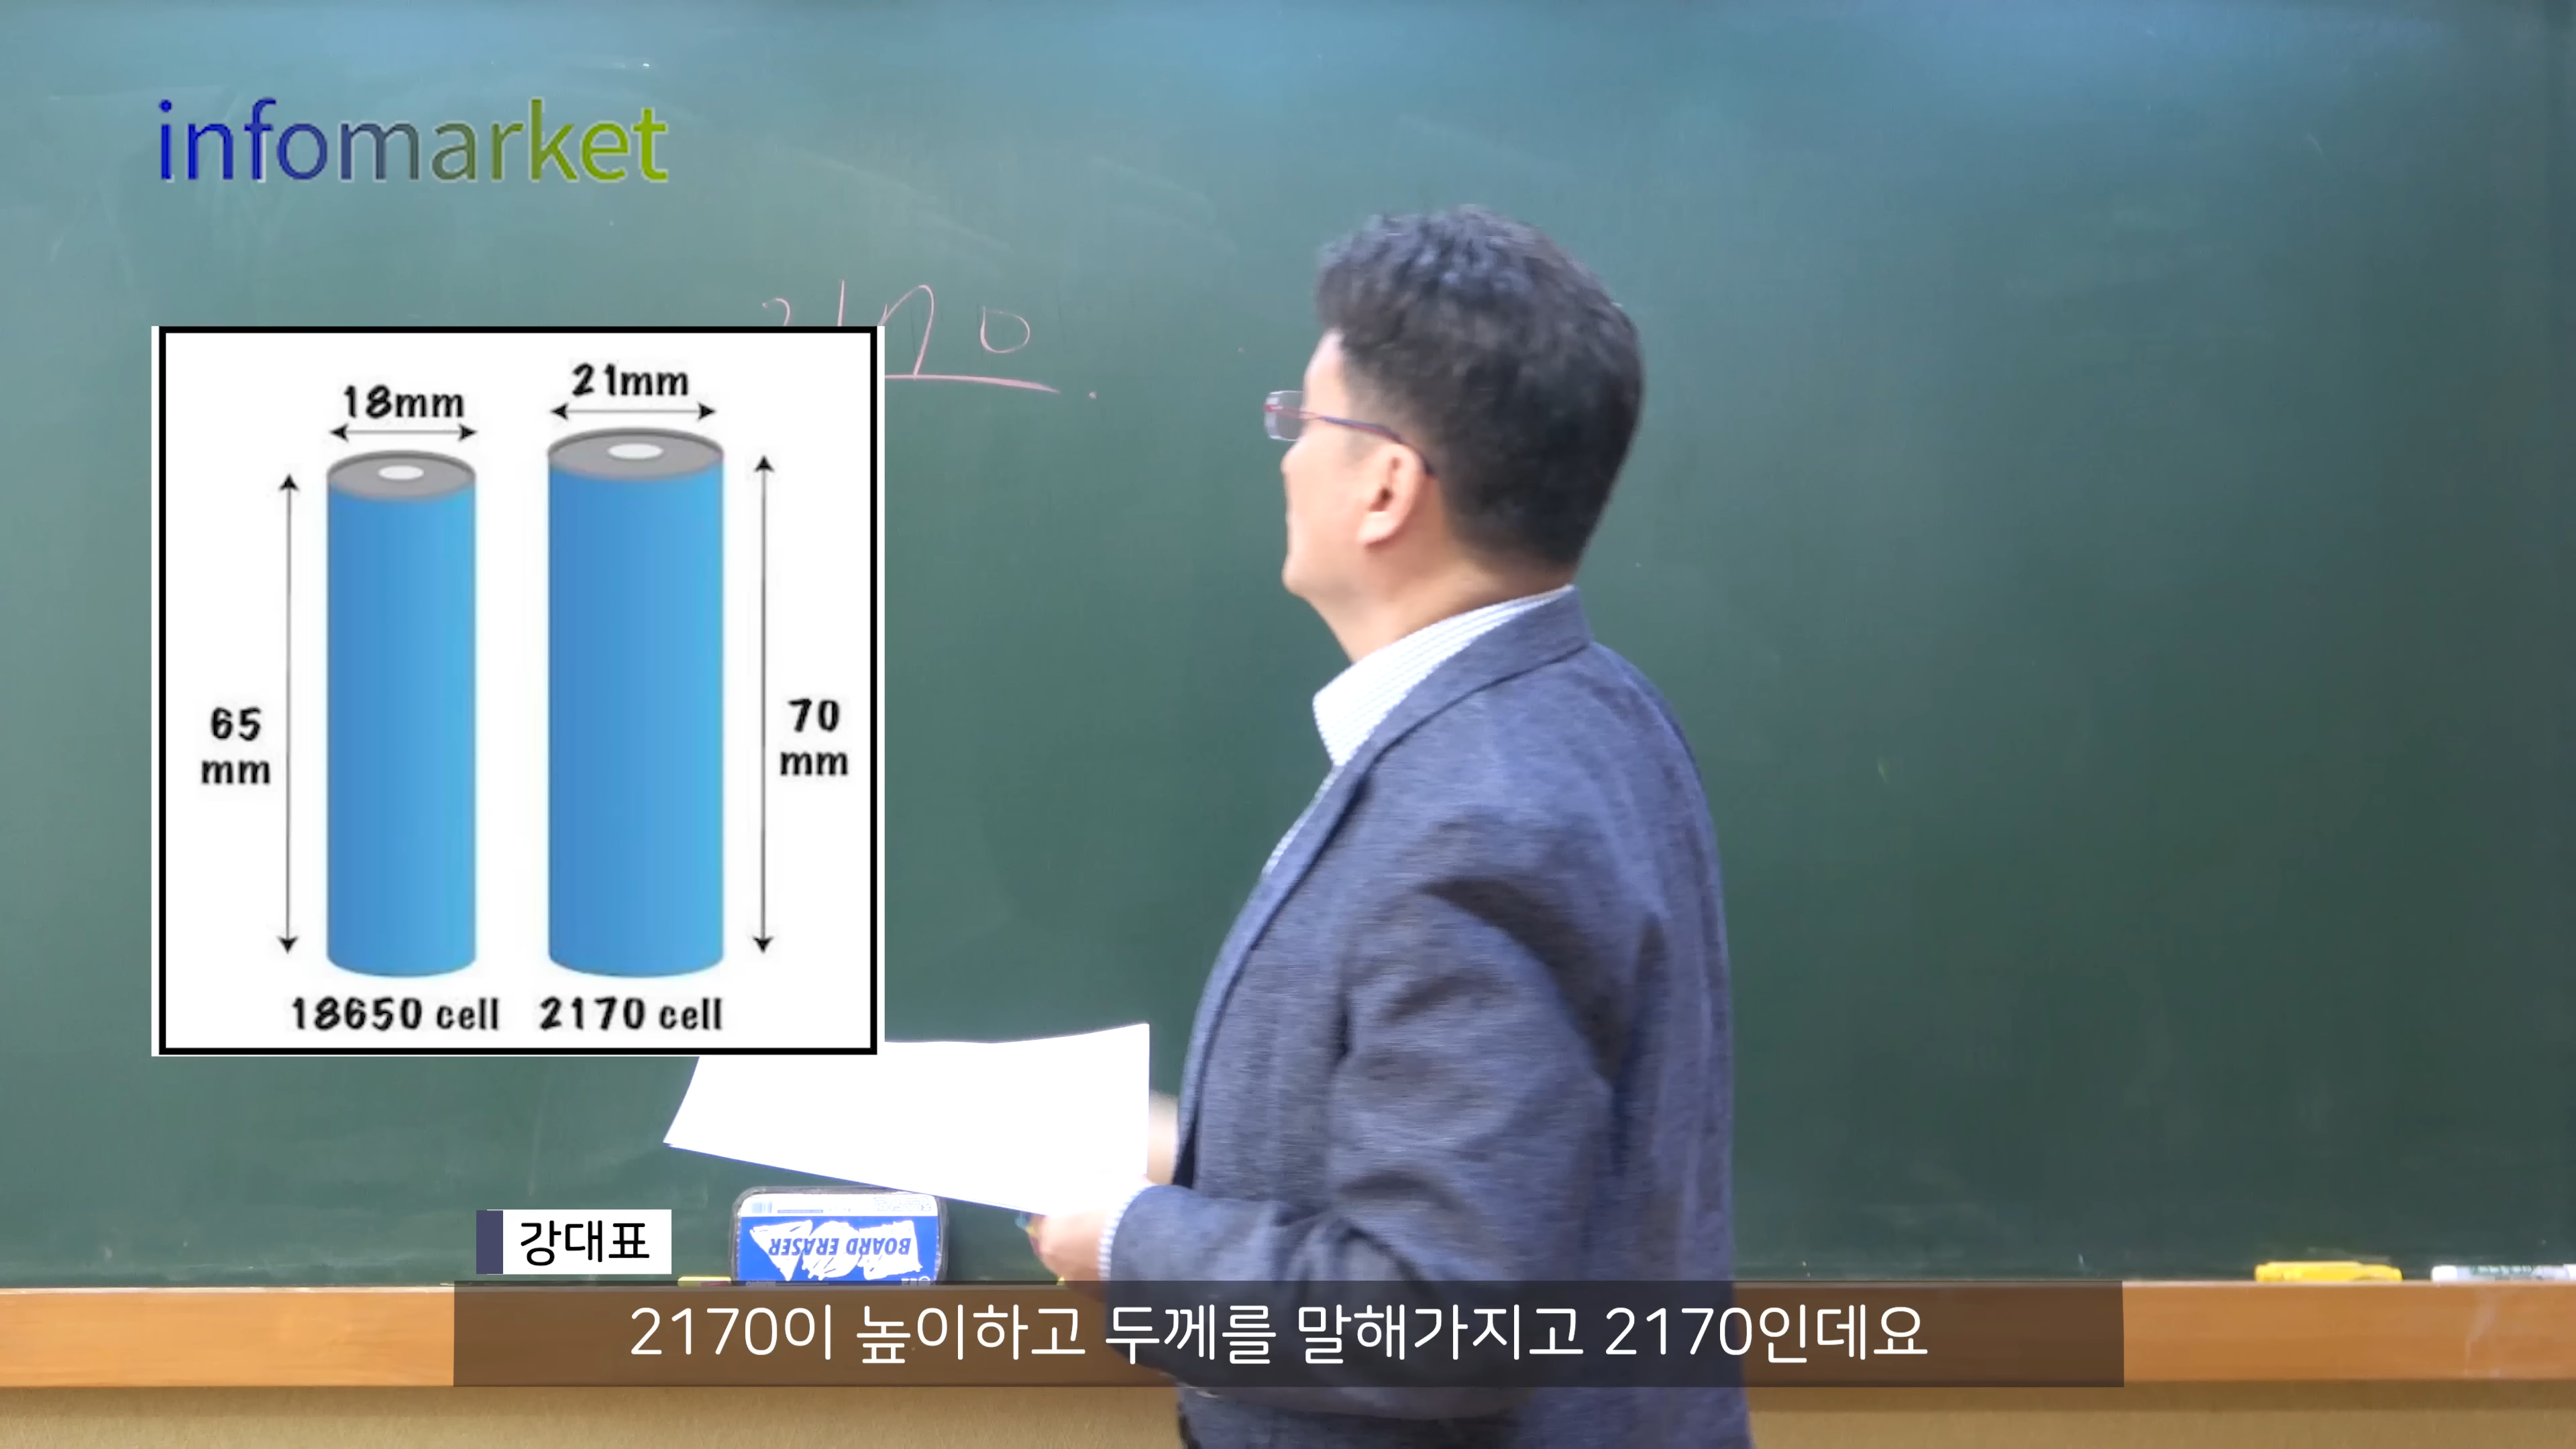 infomarket
2170
18mm
21mm
65
mm
70
mm
18650 cell
2170 cell
BOARD ERASER
강대표
2170이 높이하고 두께를 말해가지고 2170인데요